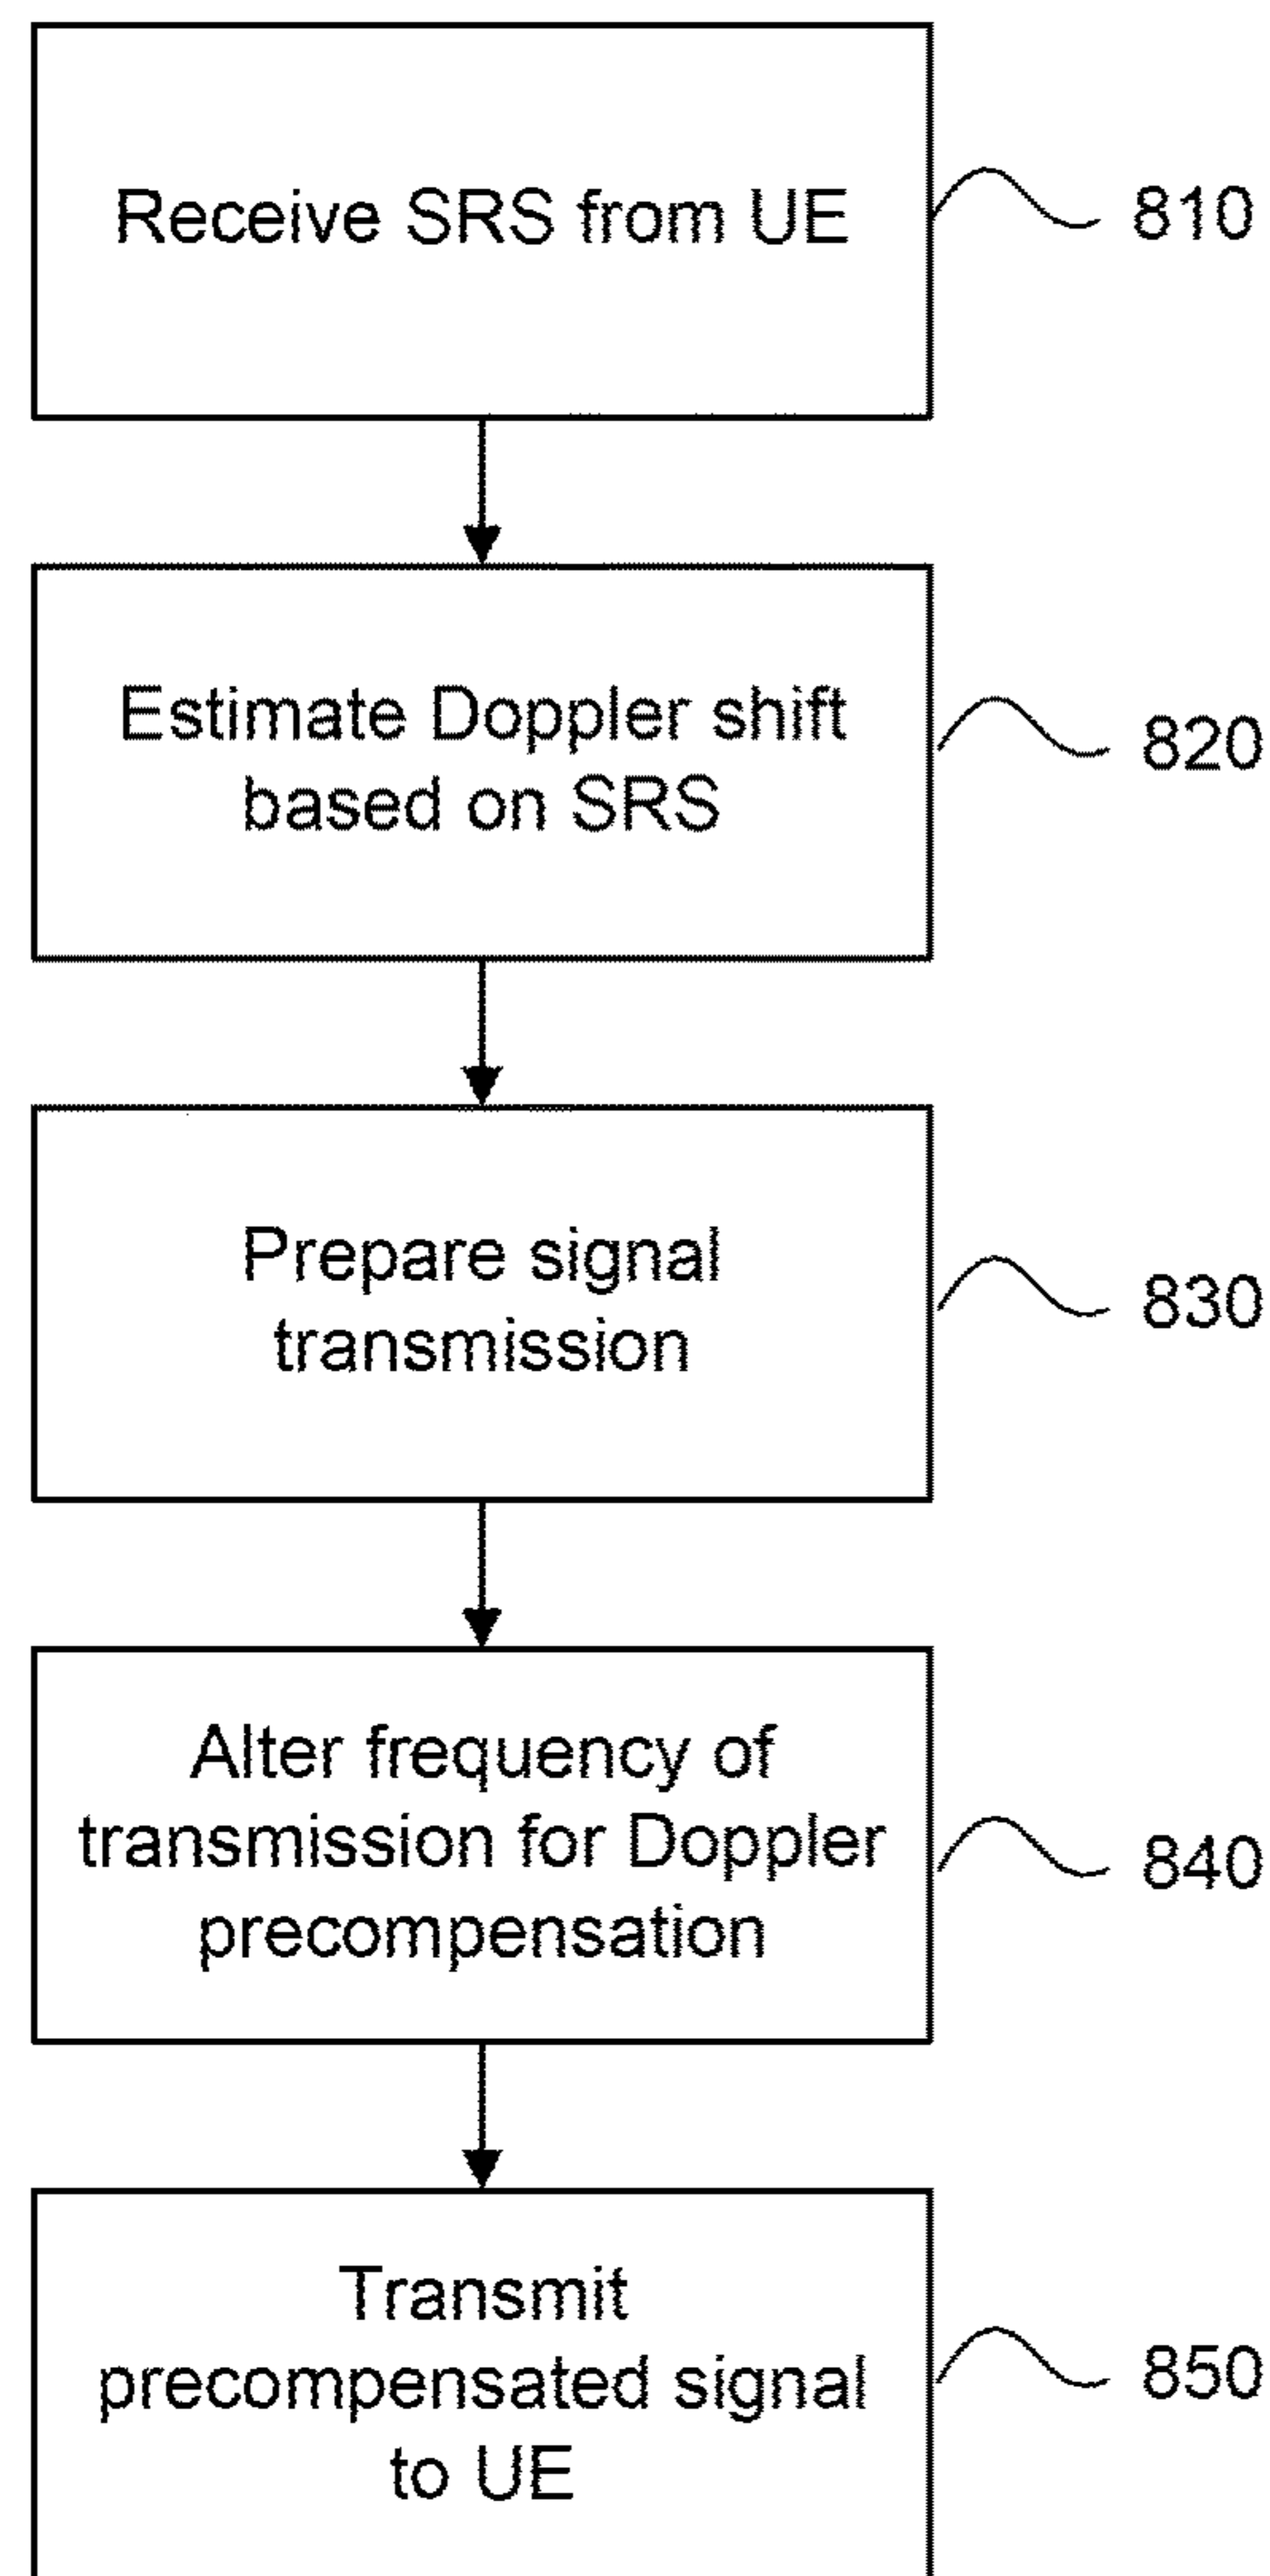 Receive SRS from UE
810
Estimate Doppler shift
based on SRS
820
Prepare signal
transmission
830
Alter frequency of
transmission for Doppler
precompensation
840
Transmit
precompensated signal
to UE
850